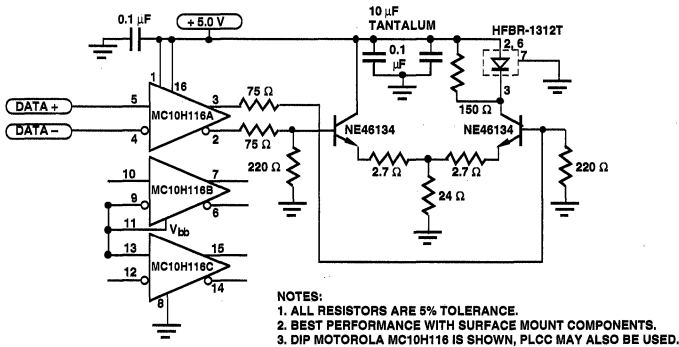 0.1 μF
+ 5.0 V
10 μF
TANTALUM
HFBR-1312T
2, 6
7
0.1
μF
1
16
3
DATA +
5
MC10H116A
3
75 Ω
150 Ω
DATA –
4
2
75 Ω
NE46134
NE46134
220 Ω
2.7 Ω
2.7 Ω
220 Ω
10
MC10H116B
7
9
6
24 Ω
11
Vbb
13
MC10H116C
15
12
14
8
NOTES:
1. ALL RESISTORS ARE 5% TOLERANCE.
2. BEST PERFORMANCE WITH SURFACE MOUNT COMPONENTS.
3. DIP MOTOROLA MC10H116 IS SHOWN, PLCC MAY ALSO BE USED.